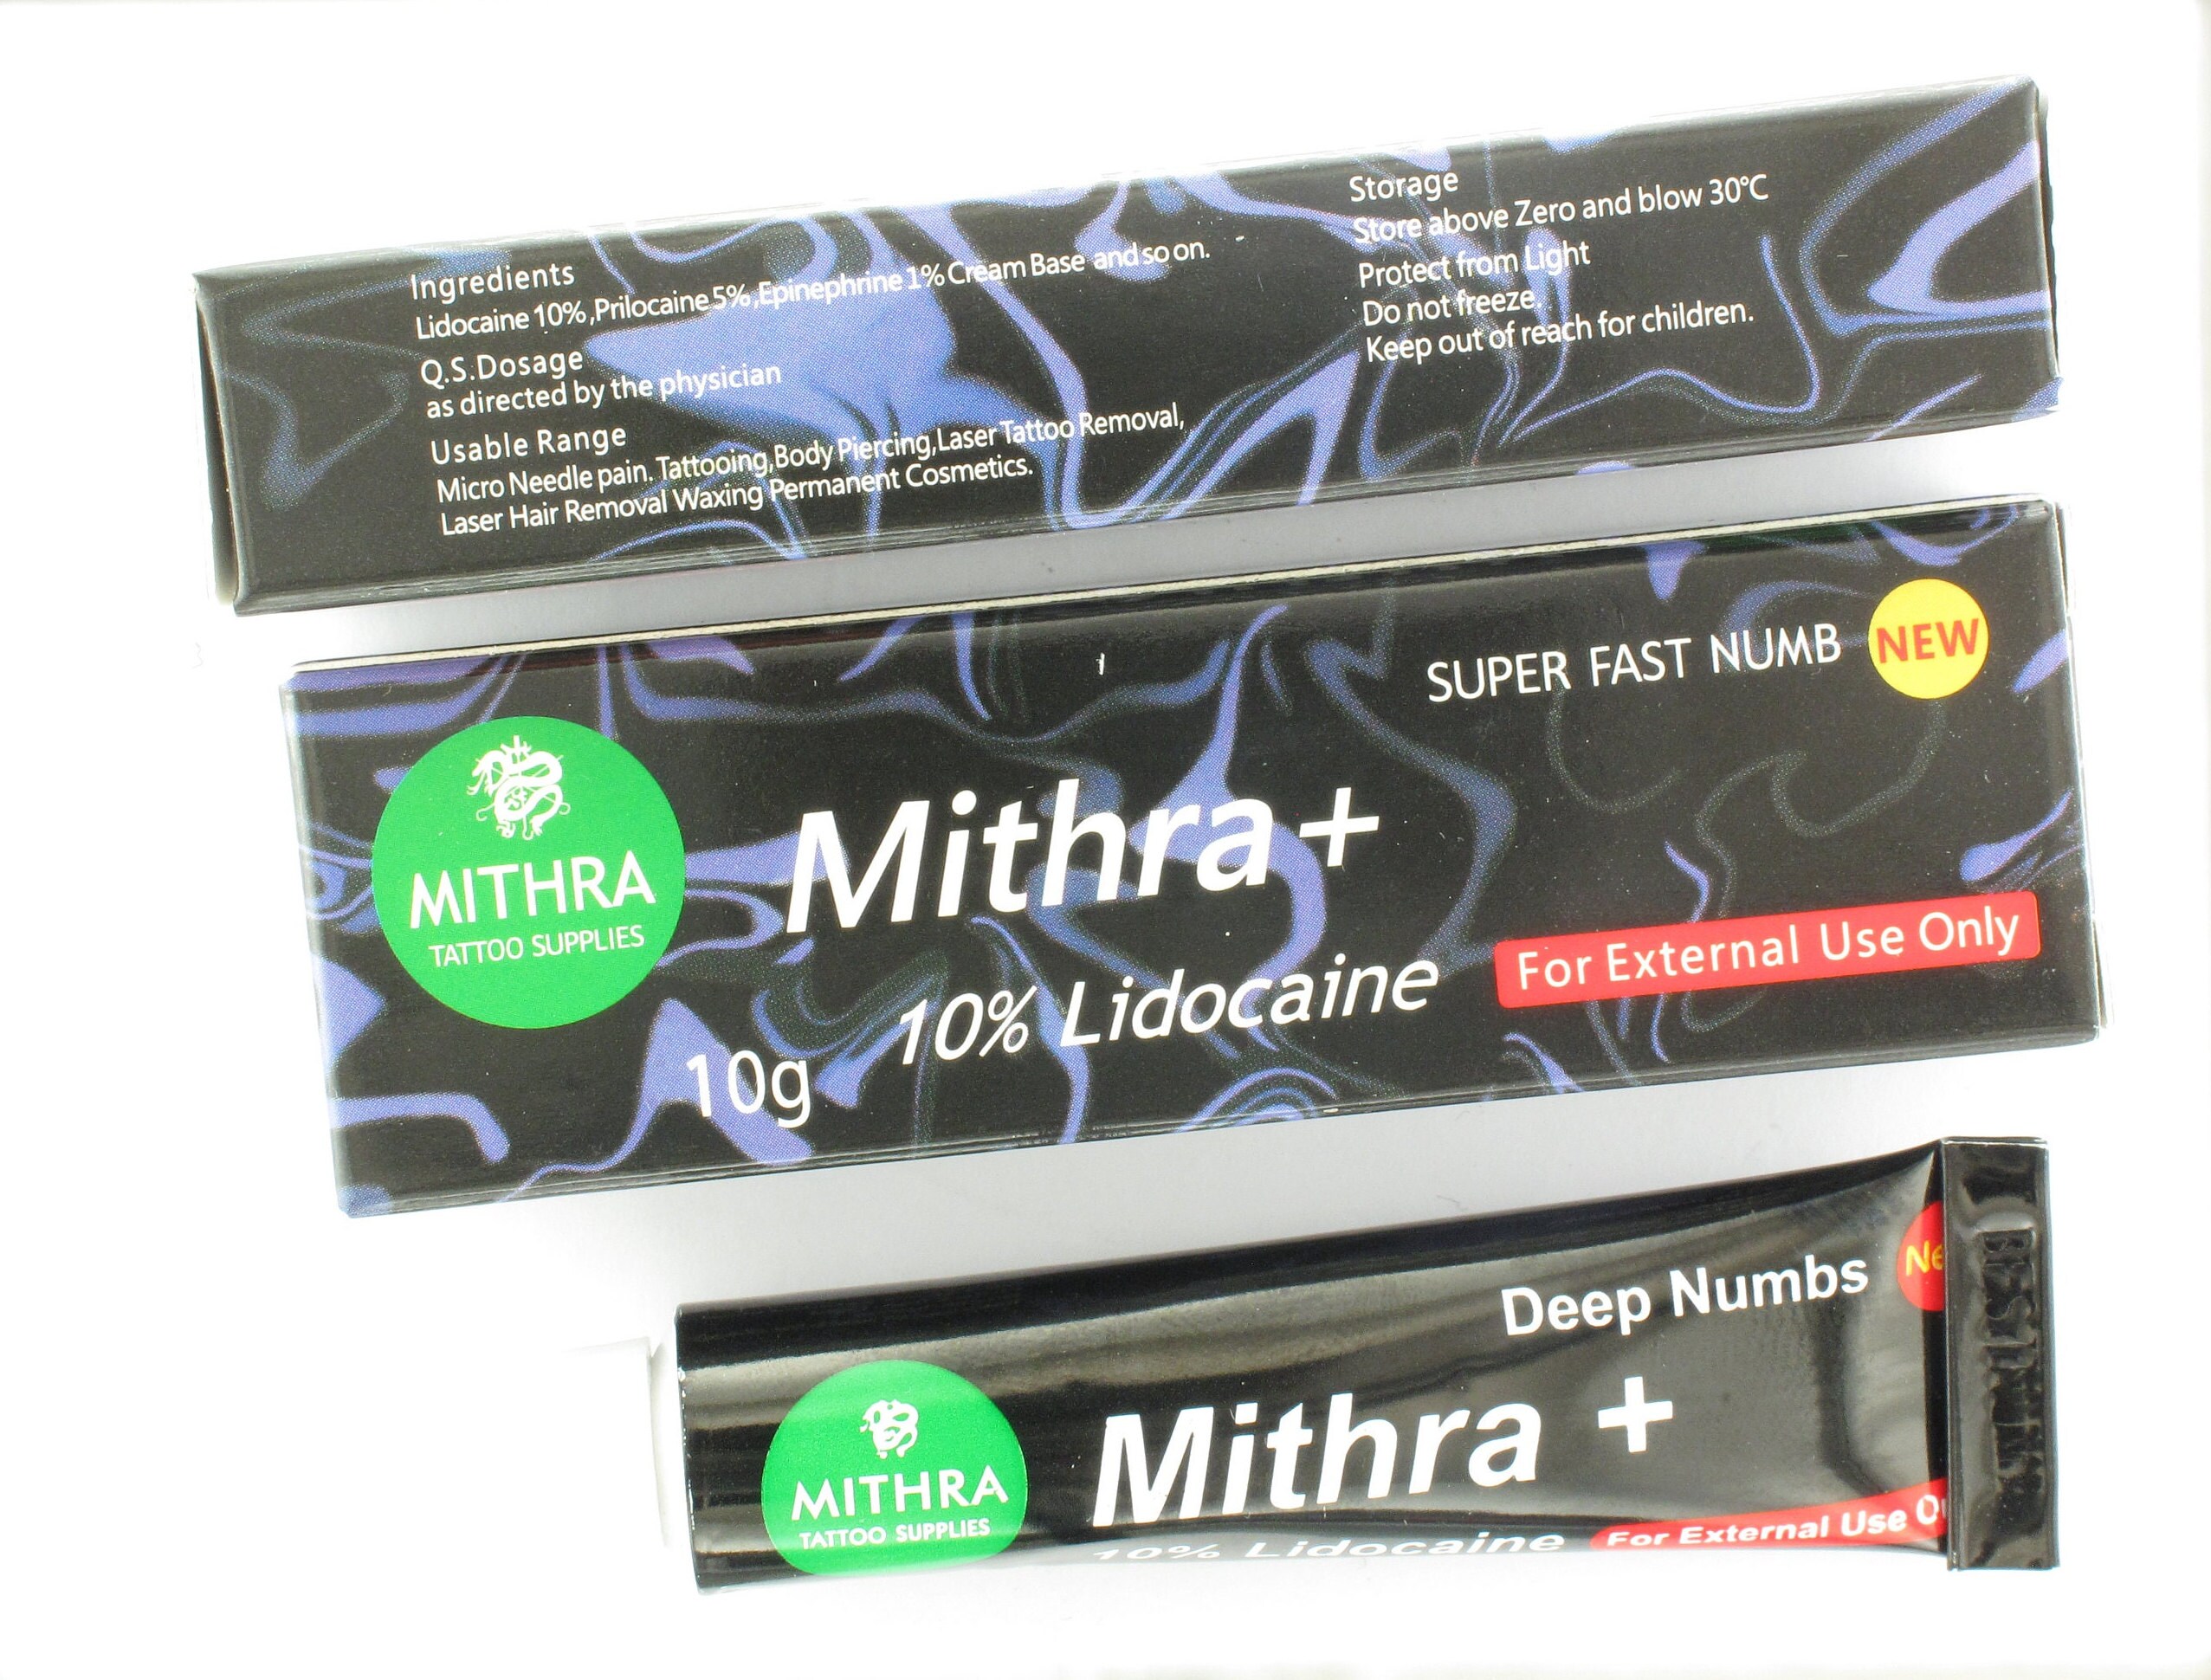 Ingredients
Lidocaine 10%,Prilocaine 5%,Epinephrine 1% Cream Base and so on.
Q.S.Dosage
as directed by the physician
Usable Range
Micro Needle pain. Tattooing,Body Piercing,Laser Tattoo Removal,
Laser Hair Removal Waxing Permanent Cosmetics.
Storage
Store above Zero and blow 30°C
Protect from Light
Do not freeze.
Keep out of reach for children.
SUPER FAST NUMB NEW
MITHRA
TATTOO SUPPLIES
Mithra+
10% Lidocaine
For External Use Only
10g
Deep Numbs Ne
MITHRA
TATTOO SUPPLIES
Mithra +
10% Lidocaine
For External Use O